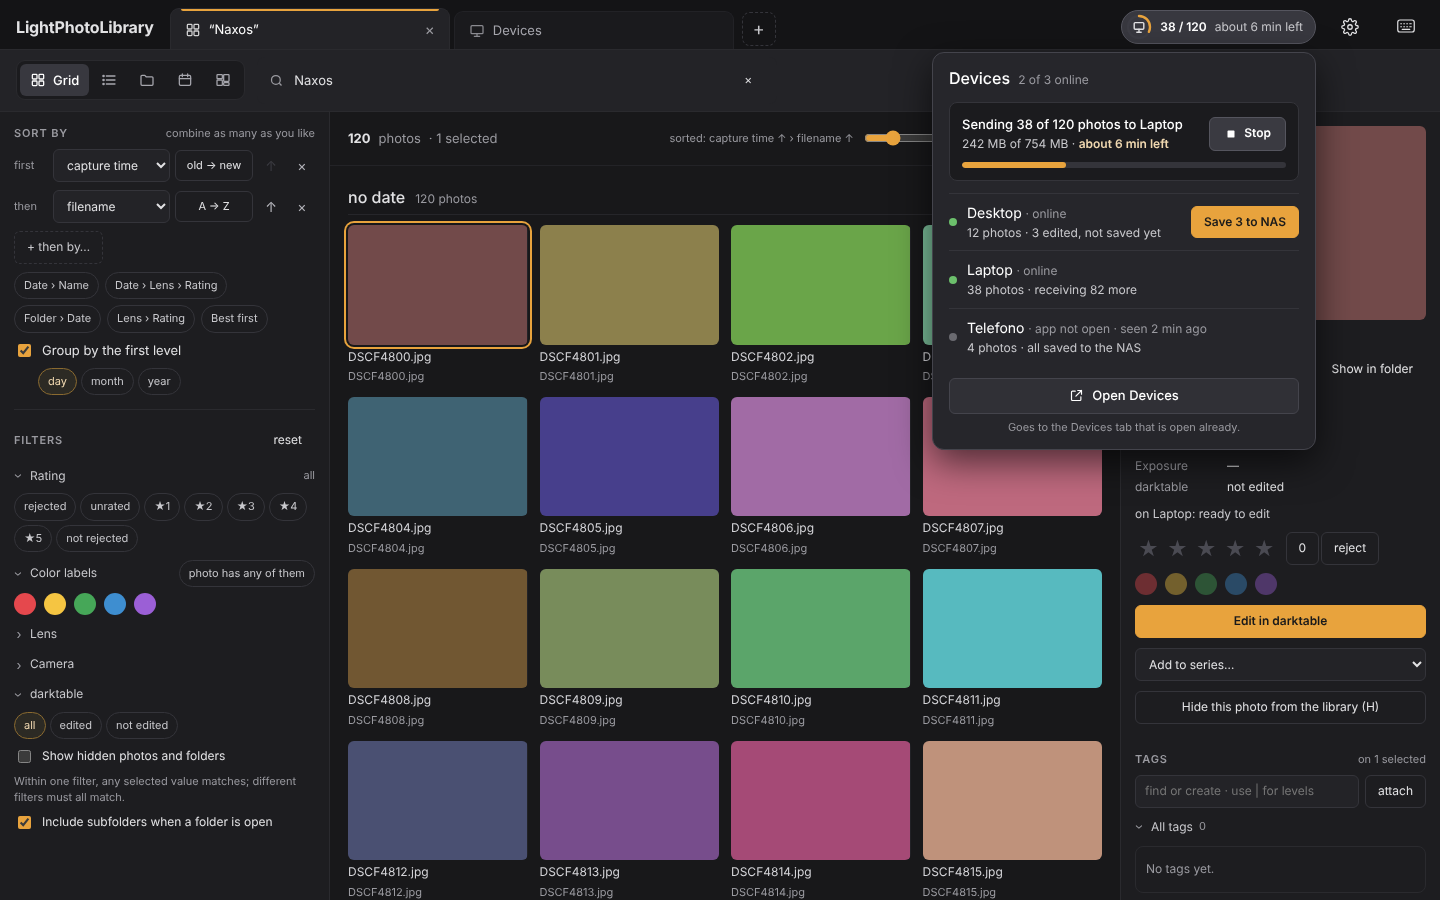 LightPhotoLibrary
“Naxos”
Devices
38 / 120 about 6 min left
Grid
Naxos
SORT BY combine as many as you like
first capture time old → new
then filename A → Z
+ then by...
Date › Name Date › Lens › Rating
Folder › Date Lens › Rating Best first
Group by the first level
day month year
FILTERS reset
Rating all
rejected unrated ★1 ★2 ★3 ★4
★5 not rejected
Color labels photo has any of them
Lens
Camera
darktable
all edited not edited
Show hidden photos and folders
Within one filter, any selected value matches; different
filters must all match.
Include subfolders when a folder is open
120 photos · 1 selected
sorted: capture time ↑ › filename ↑
no date 120 photos
DSCF4800.jpg
DSCF4800.jpg
DSCF4801.jpg
DSCF4801.jpg
DSCF4802.jpg
DSCF4802.jpg
DSCF4804.jpg
DSCF4804.jpg
DSCF4805.jpg
DSCF4805.jpg
DSCF4806.jpg
DSCF4806.jpg
DSCF4807.jpg
DSCF4807.jpg
DSCF4808.jpg
DSCF4808.jpg
DSCF4809.jpg
DSCF4809.jpg
DSCF4810.jpg
DSCF4810.jpg
DSCF4811.jpg
DSCF4811.jpg
DSCF4812.jpg
DSCF4812.jpg
DSCF4813.jpg
DSCF4813.jpg
DSCF4814.jpg
DSCF4814.jpg
DSCF4815.jpg
DSCF4815.jpg
Devices 2 of 3 online
Sending 38 of 120 photos to Laptop
242 MB of 754 MB · about 6 min left
Stop
Desktop · online
12 photos · 3 edited, not saved yet
Save 3 to NAS
Laptop · online
38 photos · receiving 82 more
Telefono · app not open · seen 2 min ago
4 photos · all saved to the NAS
Open Devices
Goes to the Devices tab that is open already.
Show in folder
Exposure —
darktable not edited
on Laptop: ready to edit
★ ★ ★ ★ ★ 0 reject
Edit in darktable
Add to series...
Hide this photo from the library (H)
TAGS on 1 selected
find or create · use | for levels attach
All tags 0
No tags yet.